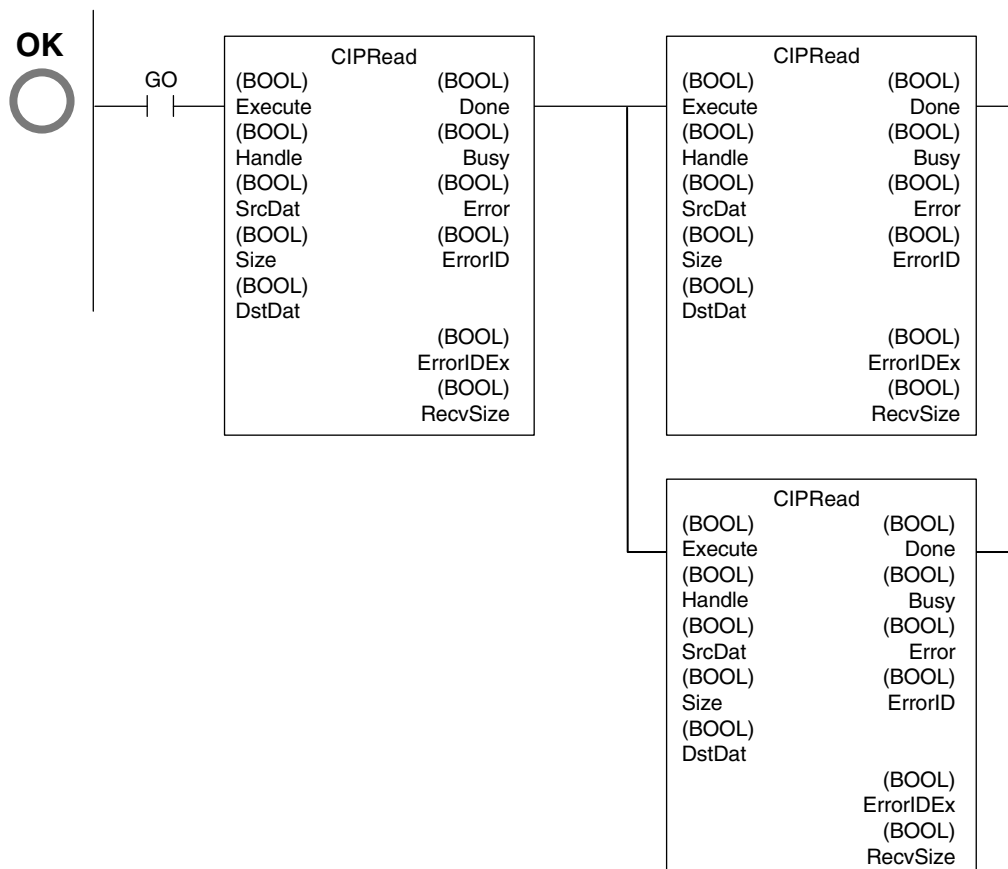 OK
GO
CIPRead
(BOOL) (BOOL)
Execute Done
(BOOL) (BOOL)
Handle Busy
(BOOL) (BOOL)
SrcDat Error
(BOOL) (BOOL)
Size ErrorID
(BOOL)
DstDat
(BOOL)
ErrorIDEx
(BOOL)
RecvSize
CIPRead
(BOOL) (BOOL)
Execute Done
(BOOL) (BOOL)
Handle Busy
(BOOL) (BOOL)
SrcDat Error
(BOOL) (BOOL)
Size ErrorID
(BOOL)
DstDat
(BOOL)
ErrorIDEx
(BOOL)
RecvSize
CIPRead
(BOOL) (BOOL)
Execute Done
(BOOL) (BOOL)
Handle Busy
(BOOL) (BOOL)
SrcDat Error
(BOOL) (BOOL)
Size ErrorID
(BOOL)
DstDat
(BOOL)
ErrorIDEx
(BOOL)
RecvSize